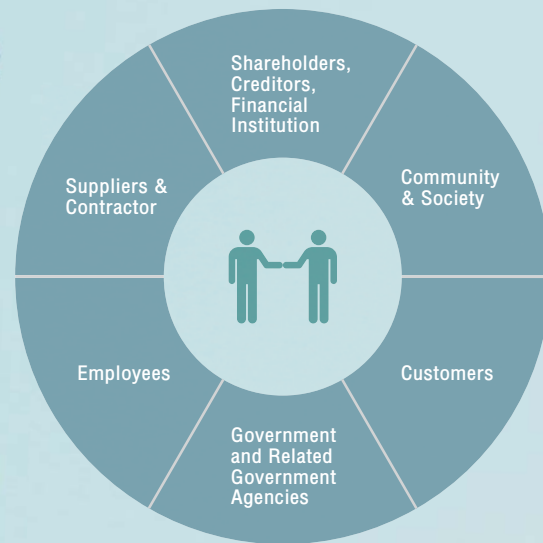 Shareholders,
Creditors,
Financial
Institution
Community
& Society
Customers
Government
and Related
Government
Agencies
Employees
Suppliers &
Contractor